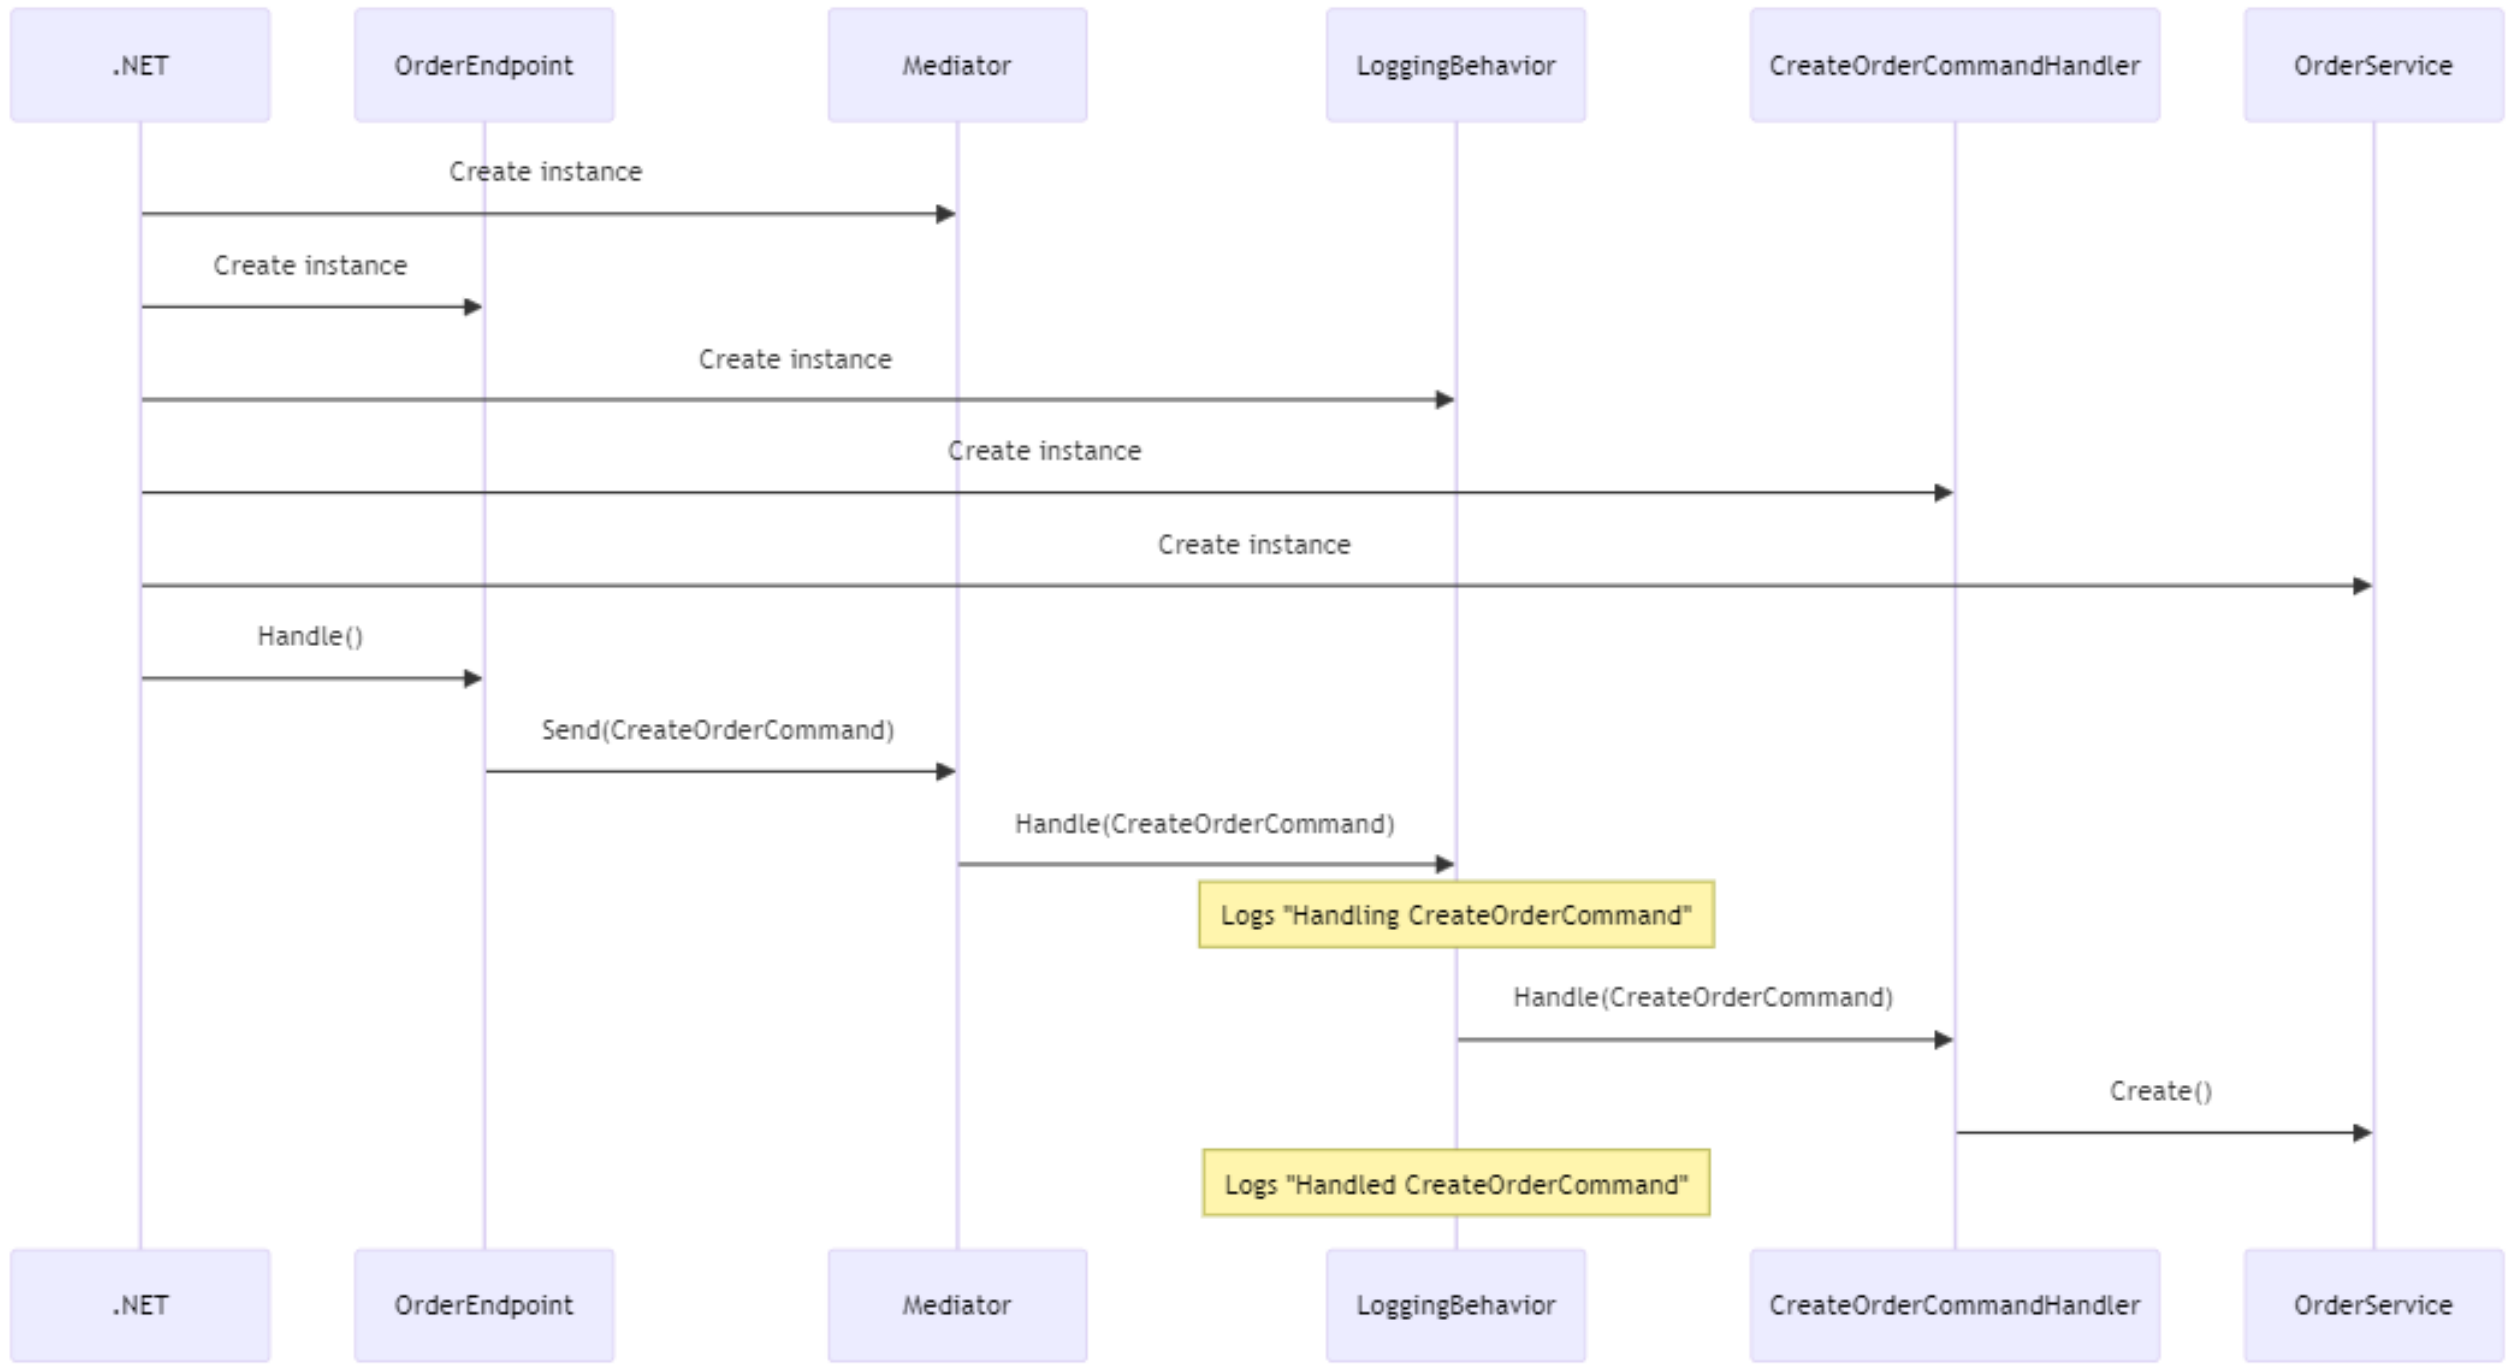 .NET
OrderEndpoint
Mediator
LoggingBehavior
CreateOrderCommandHandler
OrderService
Create instance
Create instance
Create instance
Create instance
Create instance
Handle()
Send(CreateOrderCommand)
Handle(CreateOrderCommand)
Logs "Handling CreateOrderCommand"
Handle(CreateOrderCommand)
Create()
Logs "Handled CreateOrderCommand"
.NET
OrderEndpoint
Mediator
LoggingBehavior
CreateOrderCommandHandler
OrderService